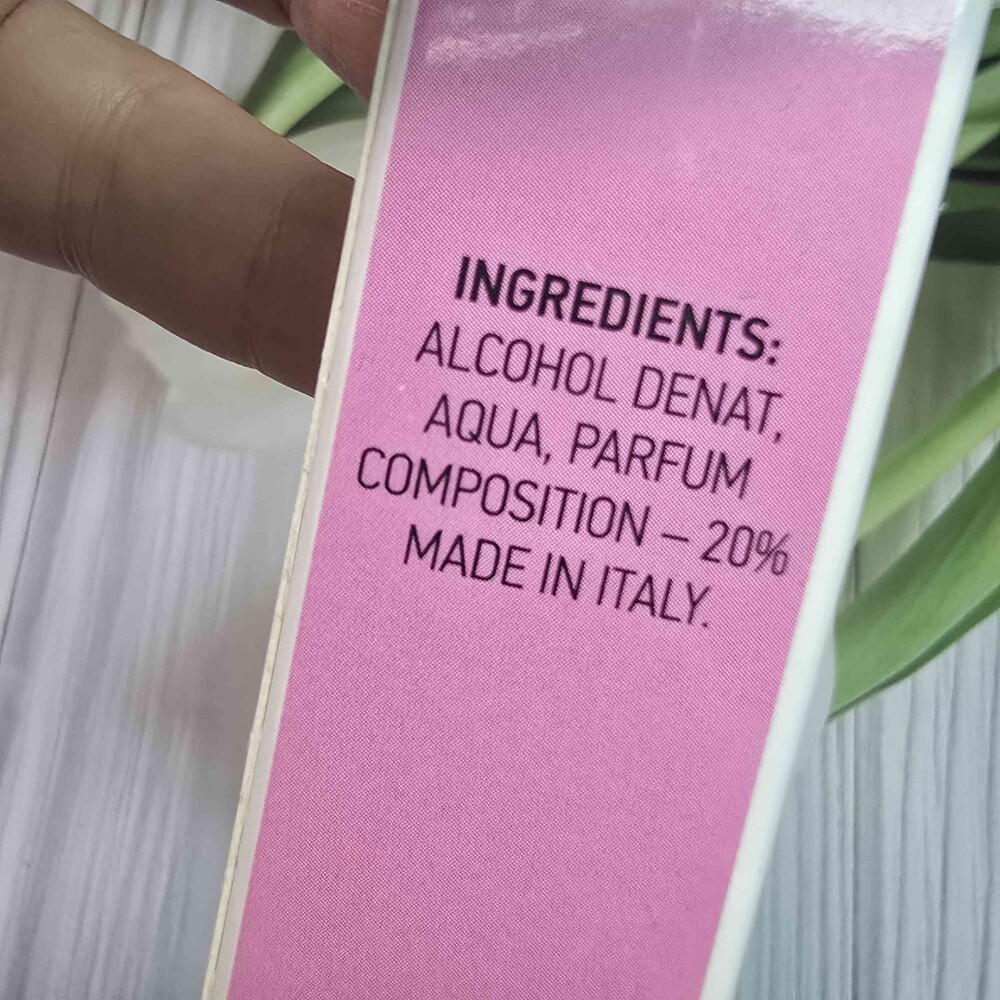 INGREDIENTS:
ALCOHOL DENAT,
AQUA, PARFUM
COMPOSITION – 20%
MADE IN ITALY.